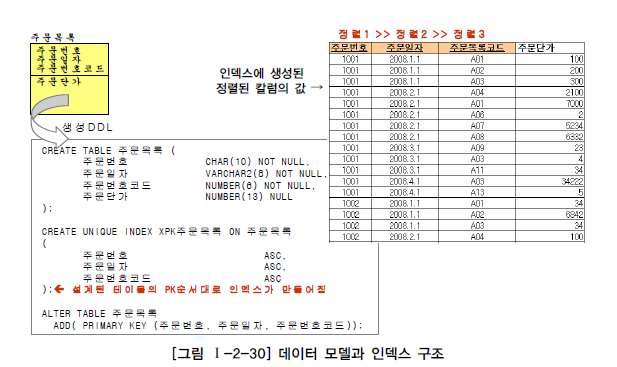 주문목록
주문번호
주문일자
주문번호코드
주문단가
생성DDL
정렬1 >> 정렬2 >> 정렬3
인덱스에 생성된
정렬된 칼럼의 값 →
주문번호 주문일자 주문목록코드 주문단가
1001 2008.1.1 A01 100
1001 2008.1.1 A02 200
1001 2008.1.1 A03 300
1001 2008.2.1 A04 2100
1001 2008.2.1 A01 7000
1001 2008.2.1 A06 2
1001 2008.2.1 A07 5234
1001 2008.2.1 A08 6332
1001 2008.3.1 A09 23
1001 2008.3.1 A03 4
1001 2008.3.1 A11 34
1001 2008.4.1 A03 34222
1001 2008.4.1 A13 5
1002 2008.1.1 A01 34
1002 2008.1.1 A02 6842
1002 2008.1.1 A03 34
1002 2008.2.1 A04 100
CREATE TABLE 주문목록 (
주문번호 CHAR(10) NOT NULL,
주문일자 VARCHAR2(8) NOT NULL,
주문번호코드 NUMBER(6) NOT NULL,
주문단가 NUMBER(13) NULL
);
CREATE UNIQUE INDEX XPK주문목록 ON 주문목록
(
주문번호 ASC,
주문일자 ASC,
주문번호코드 ASC
);← 설계된 테이블의 PK순서대로 인덱스가 만들어짐
ALTER TABLE 주문목록
ADD( PRIMARY KEY (주문번호, 주문일자, 주문번호코드));
[그림 Ⅰ-2-30] 데이터 모델과 인덱스 구조